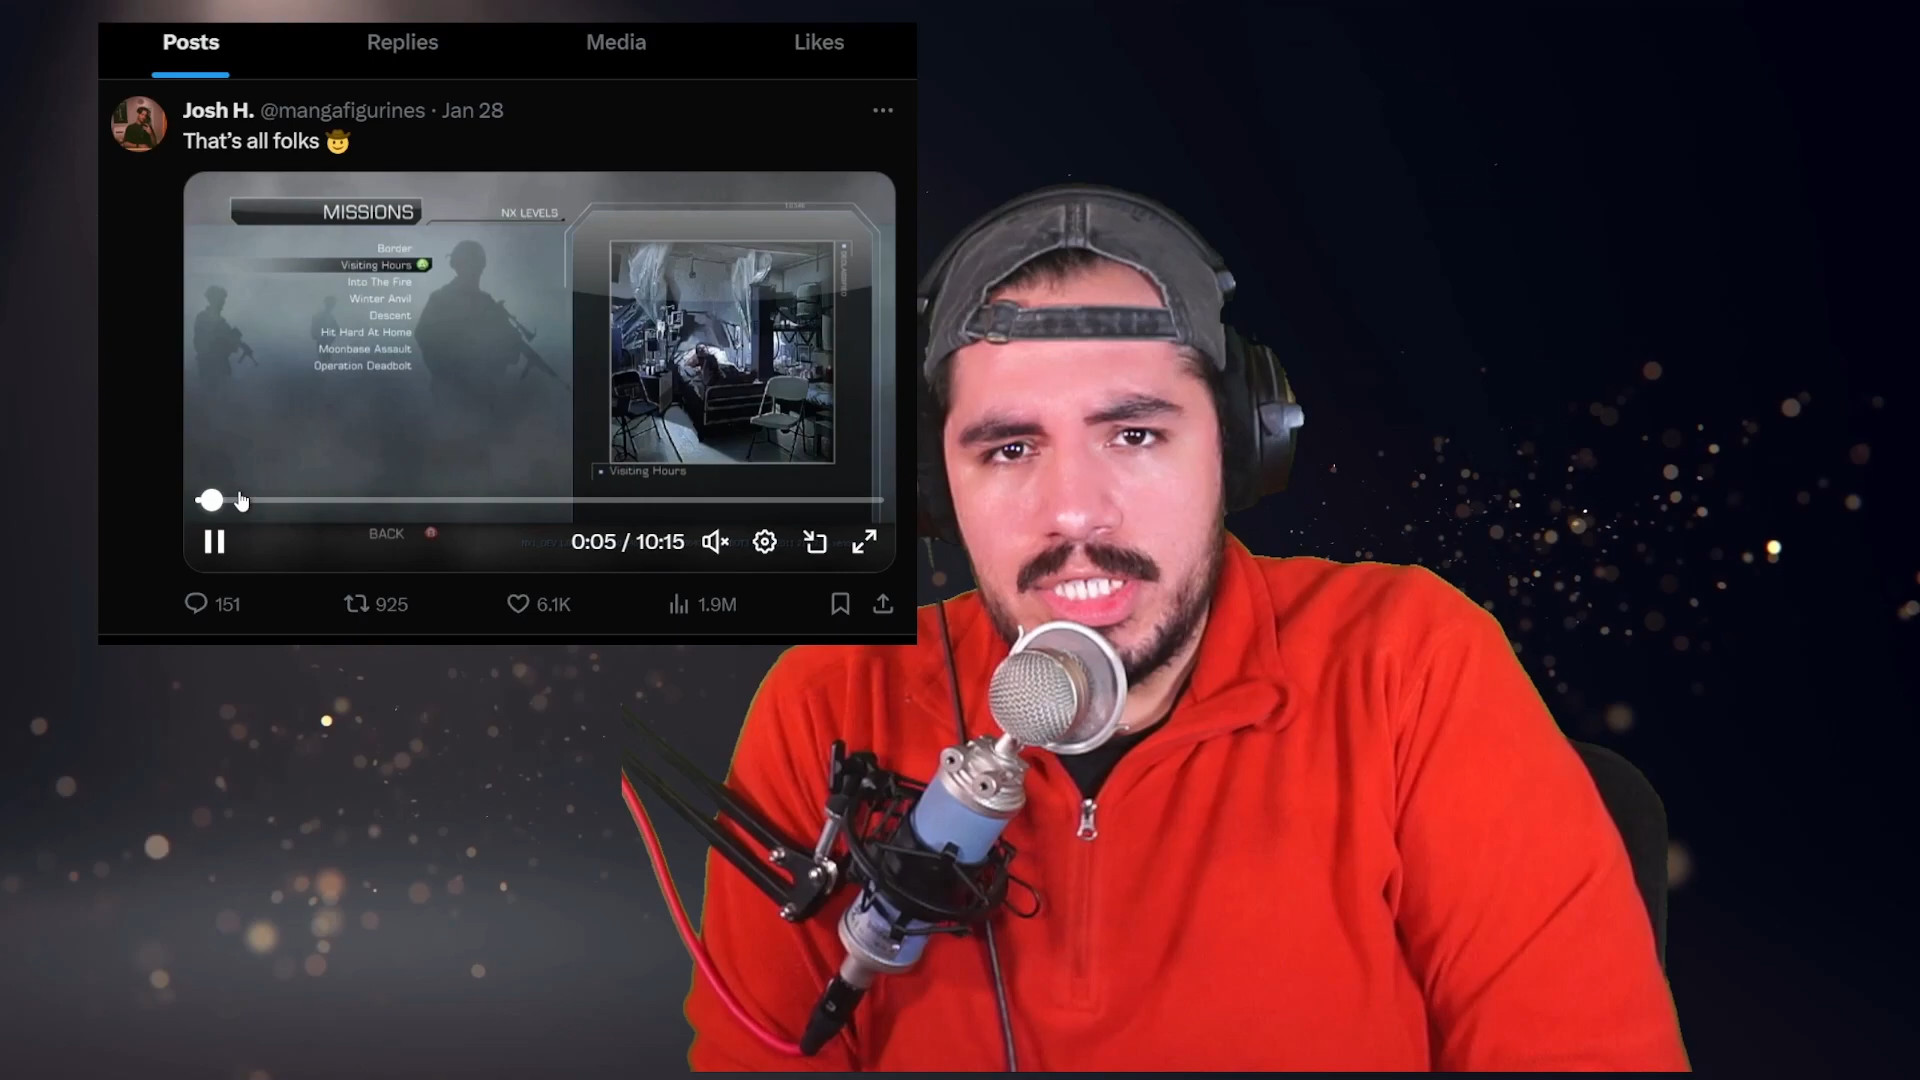 Posts Replies Media Likes
Josh H. @mangafigurines · Jan 28
That's all folks 🤠
MISSIONS NX LEVELS
Border
Visiting Hours
Into The Fire
Winter Anvil
Descent
Hit Hard At Home
Moonbase Assault
Operation Deadbolt
DECLASSIFIED
Visiting Hours
BACK
0:05 / 10:15
151 925 6.1K 1.9M